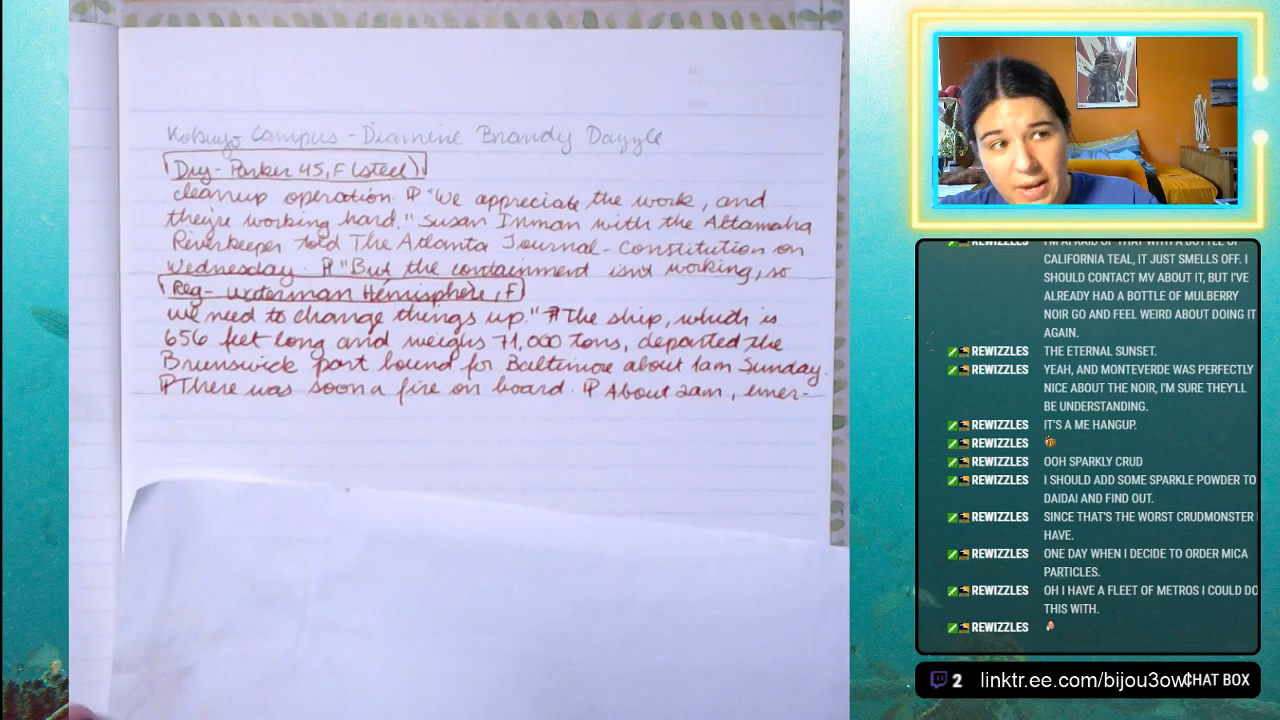 Kokuyo Campus - Diamine Brandy Dazzle
Dry - Parker 45, F (steel)
cleanup operation. ¶ "We appreciate the work, and
they're working hard." Susan Inman with the Altamaha
Riverkeeper told The Atlanta Journal-Constitution on
Wednesday. ¶ "But the containment isn't working, so
Reg - Waterman Hémisphère, F
we need to change things up." ¶ The ship, which is
656 feet long and weighs 71,000 tons, departed the
Brunswick port bound for Baltimore about 1am Sunday.
¶ There was soon a fire on board. ¶ About 2am, emer-
REWIZZLES I'M AFRAID OF THAT WITH A BOTTLE OF
CALIFORNIA TEAL, IT JUST SMELLS OFF. I
SHOULD CONTACT MV ABOUT IT, BUT I'VE
ALREADY HAD A BOTTLE OF MULBERRY
NOIR GO AND FEEL WEIRD ABOUT DOING IT
AGAIN.
REWIZZLES THE ETERNAL SUNSET.
REWIZZLES YEAH, AND MONTEVERDE WAS PERFECTLY
NICE ABOUT THE NOIR, I'M SURE THEY'LL
BE UNDERSTANDING.
REWIZZLES IT'S A ME HANGUP.
REWIZZLES
REWIZZLES OOH SPARKLY CRUD
REWIZZLES I SHOULD ADD SOME SPARKLE POWDER TO
DAIDAI AND FIND OUT.
REWIZZLES SINCE THAT'S THE WORST CRUDMONSTER I
HAVE.
REWIZZLES ONE DAY WHEN I DECIDE TO ORDER MICA
PARTICLES.
REWIZZLES OH I HAVE A FLEET OF METROS I COULD DO
THIS WITH.
REWIZZLES
2 linktr.ee.com/bijou3owl CHAT BOX